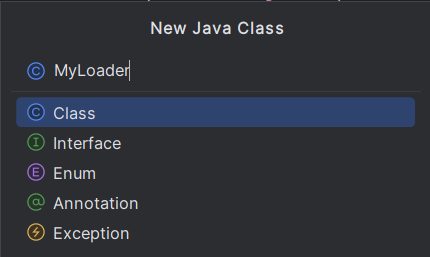 New Java Class
C MyLoader
C Class
I Interface
E Enum
@ Annotation
Exception